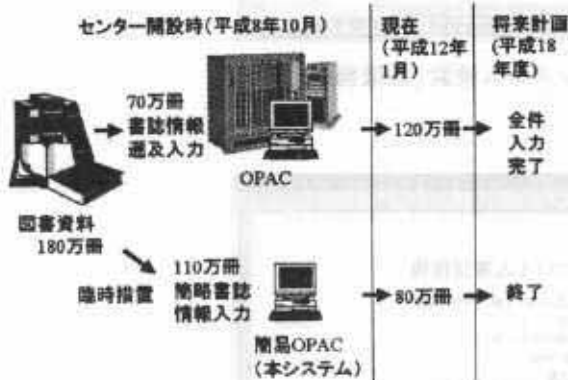 センター開設時(平成8年10月)
現在
(平成12年
1月)
将来計画
(平成18
年度)
70万冊
書誌情報
遡及入力
OPAC
120万冊
全件
入力
完了
図書資料
180万冊
臨時措置
110万冊
簡略書誌
情報入力
簡易OPAC
(本システム)
80万冊
終了